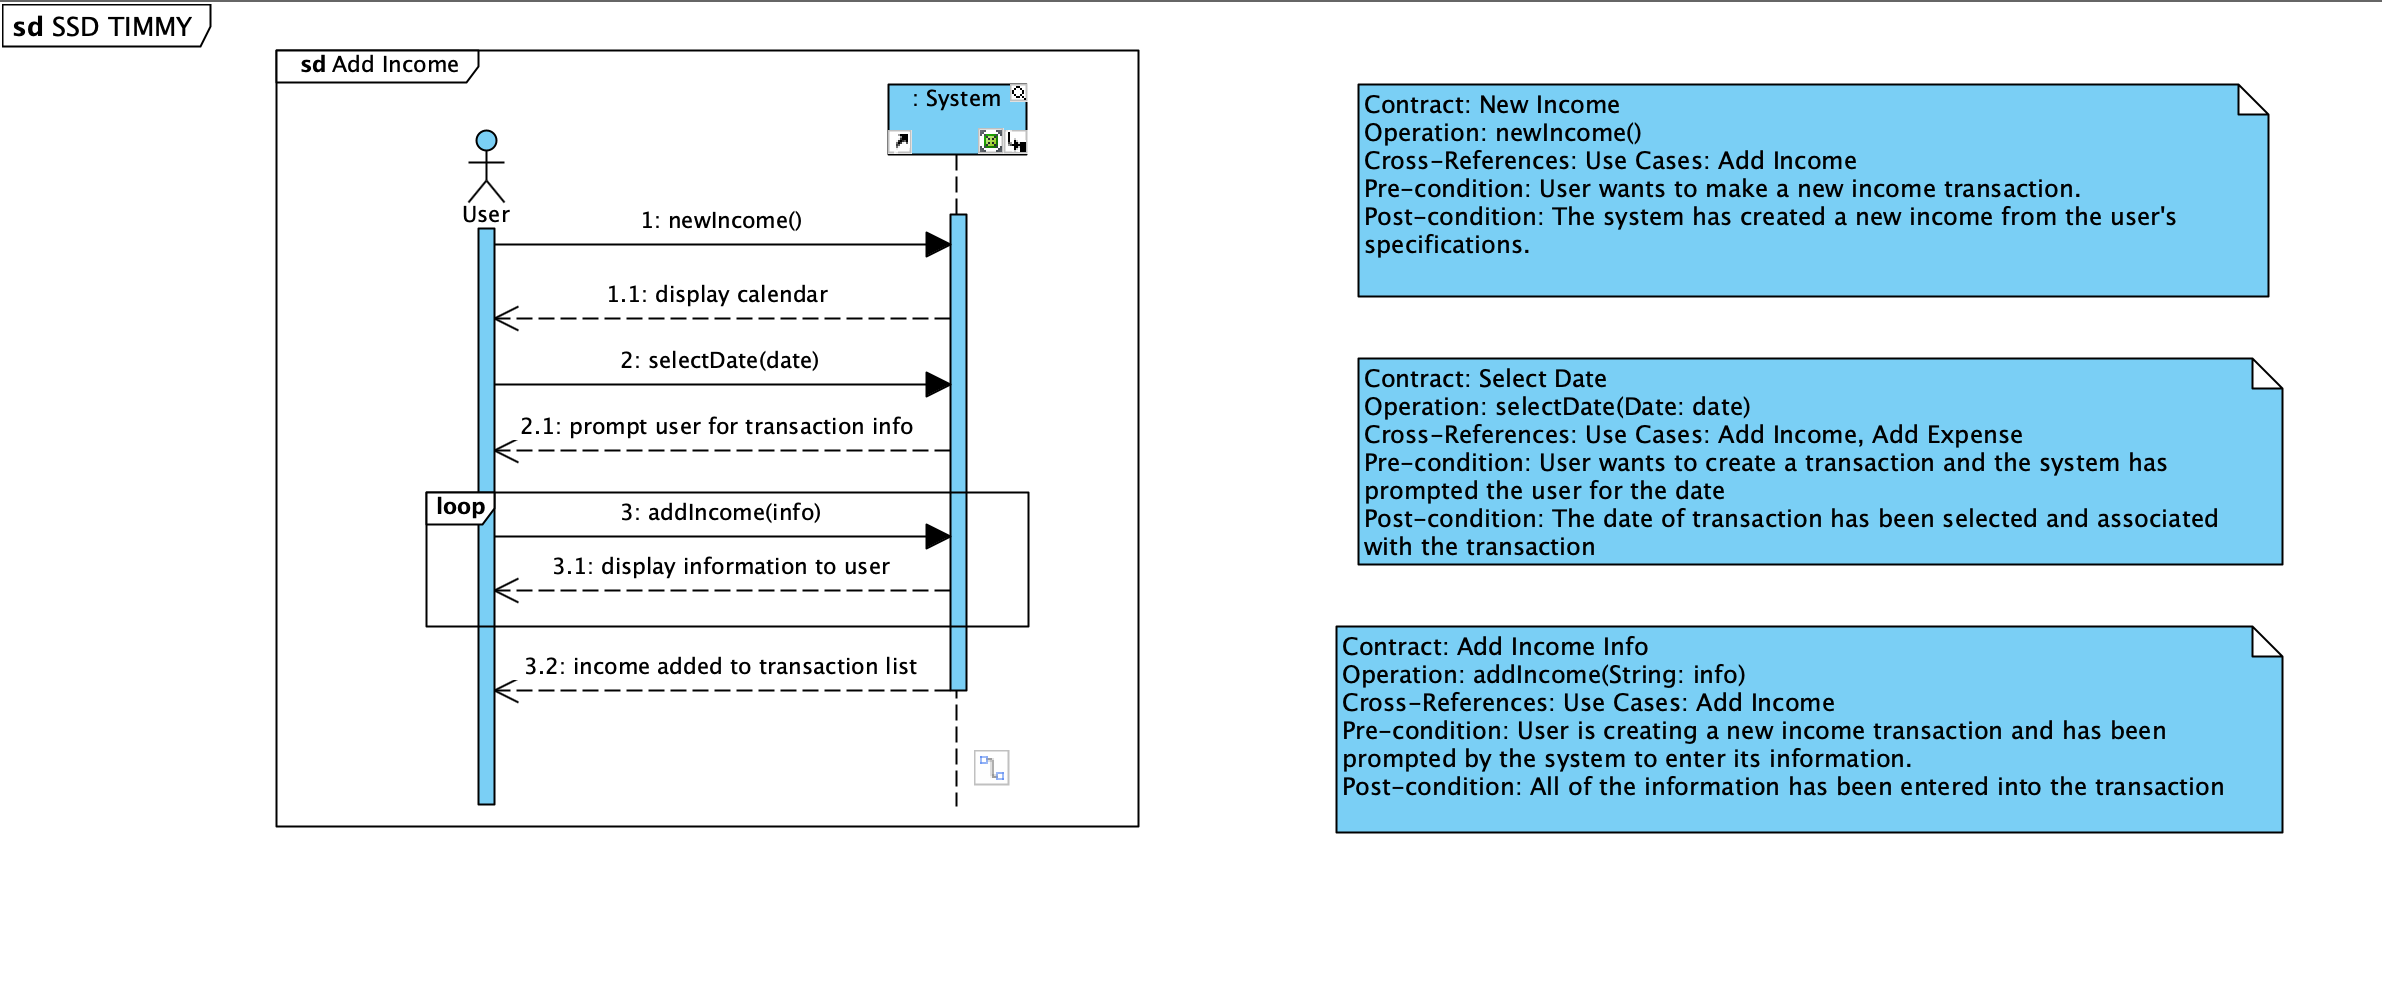 sd SSD TIMMY
sd Add Income
: System
User
1: newIncome()
1.1: display calendar
2: selectDate(date)
2.1: prompt user for transaction info
loop
3: addIncome(info)
3.1: display information to user
3.2: income added to transaction list
Contract: New Income
Operation: newIncome()
Cross-References: Use Cases: Add Income
Pre-condition: User wants to make a new income transaction.
Post-condition: The system has created a new income from the user's
specifications.
Contract: Select Date
Operation: selectDate(Date: date)
Cross-References: Use Cases: Add Income, Add Expense
Pre-condition: User wants to create a transaction and the system has
prompted the user for the date
Post-condition: The date of transaction has been selected and associated
with the transaction
Contract: Add Income Info
Operation: addIncome(String: info)
Cross-References: Use Cases: Add Income
Pre-condition: User is creating a new income transaction and has been
prompted by the system to enter its information.
Post-condition: All of the information has been entered into the transaction